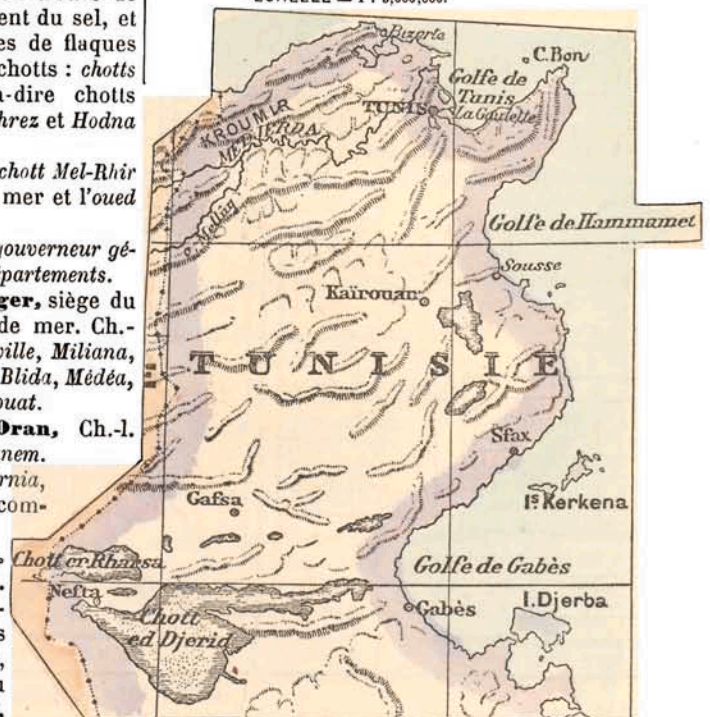 ent du sel, et
es de flaques
chotts : chotts
-dire chotts
hrez et Hodna
chott Mel-Rhir
mer et l'oued
gouverneur gé-
partements.
ger, siège du
de mer. Ch.-
ville, Miliana,
Blida, Médéa,
ouat.
Oran, Ch.-l.
nem.
rnia,
com-
Bizerte
C. Bon
Golfe de
Tunis
TUNIS
La Goulette
KROUMIR
MEDJERDA
o. Mellag
Golfe de Hammamet
Sousse
Kaïrouan
TUNISIE
Sfax
Gafsa
Is Kerkena
Chott er Rharsa
Golfe de Gabès
Nefta
Gabès
I. Djerba
Chott
ed Djerid